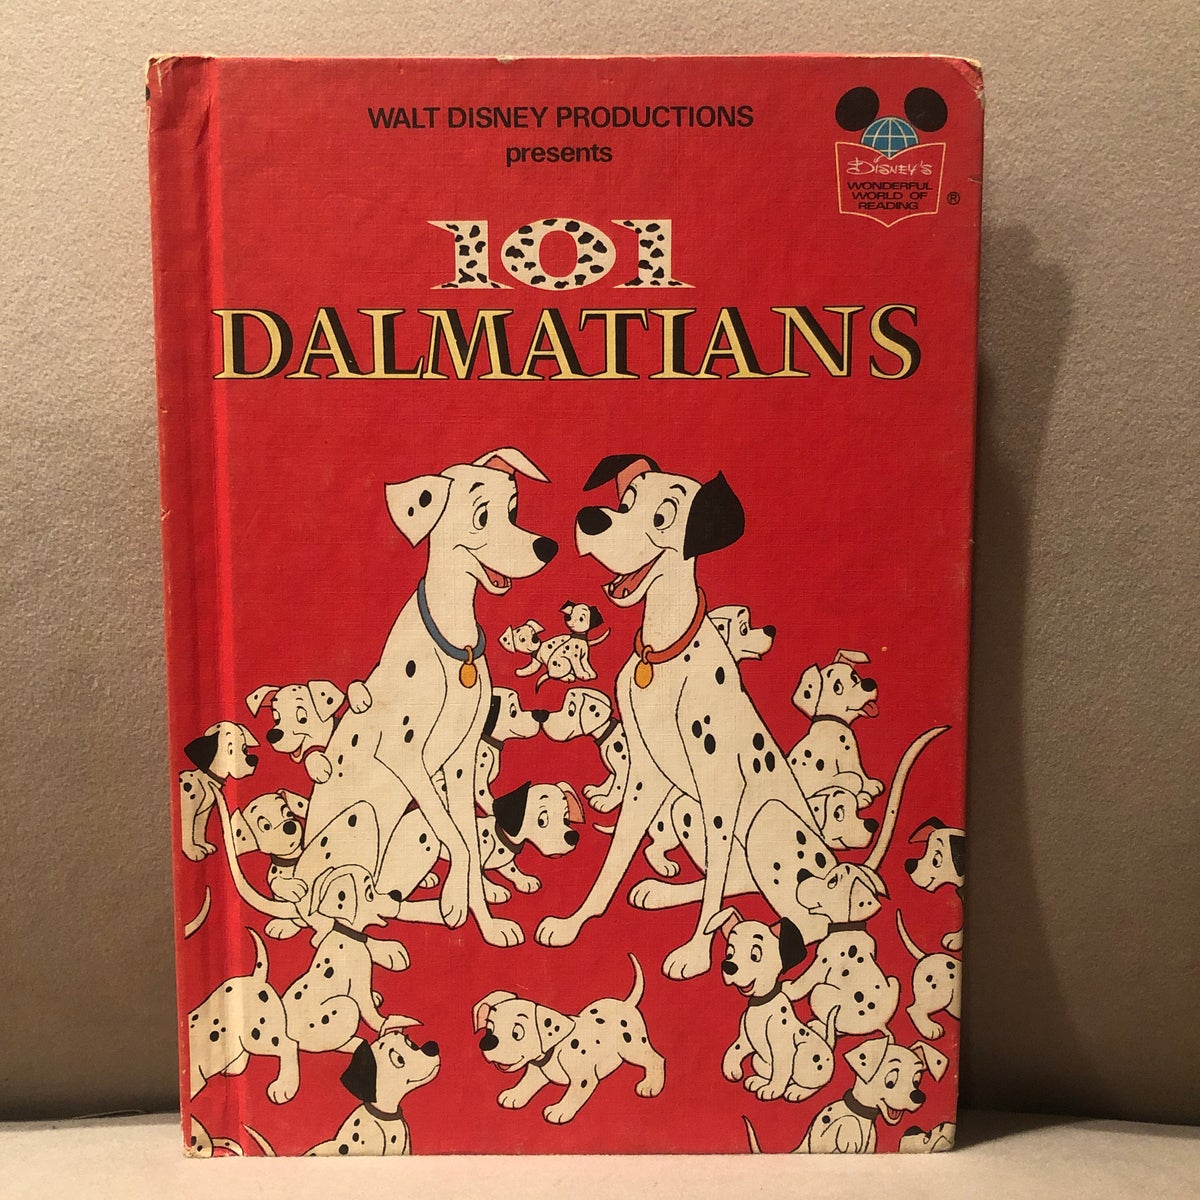 WALT DISNEY PRODUCTIONS
presents
DISNEY'S
WONDERFUL
WORLD OF
READING
®
101
DALMATIANS